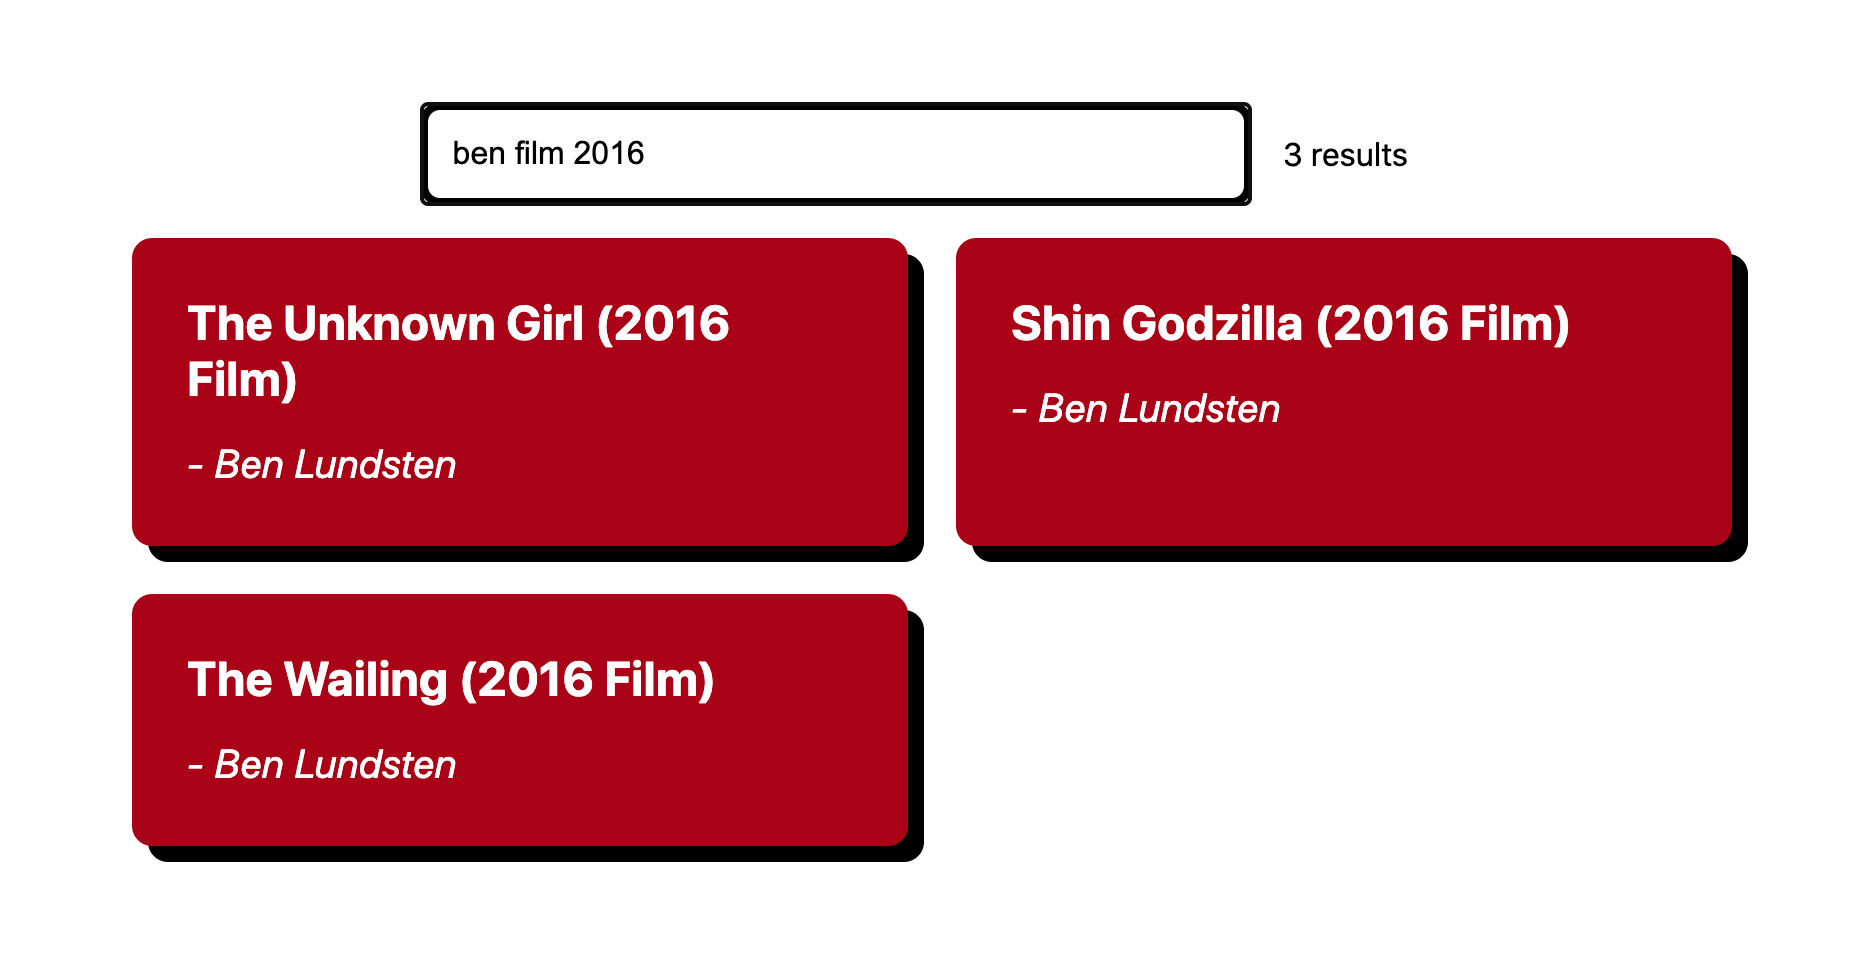 ben film 2016
3 results
The Unknown Girl (2016
Film)
– Ben Lundsten
Shin Godzilla (2016 Film)
– Ben Lundsten
The Wailing (2016 Film)
– Ben Lundsten